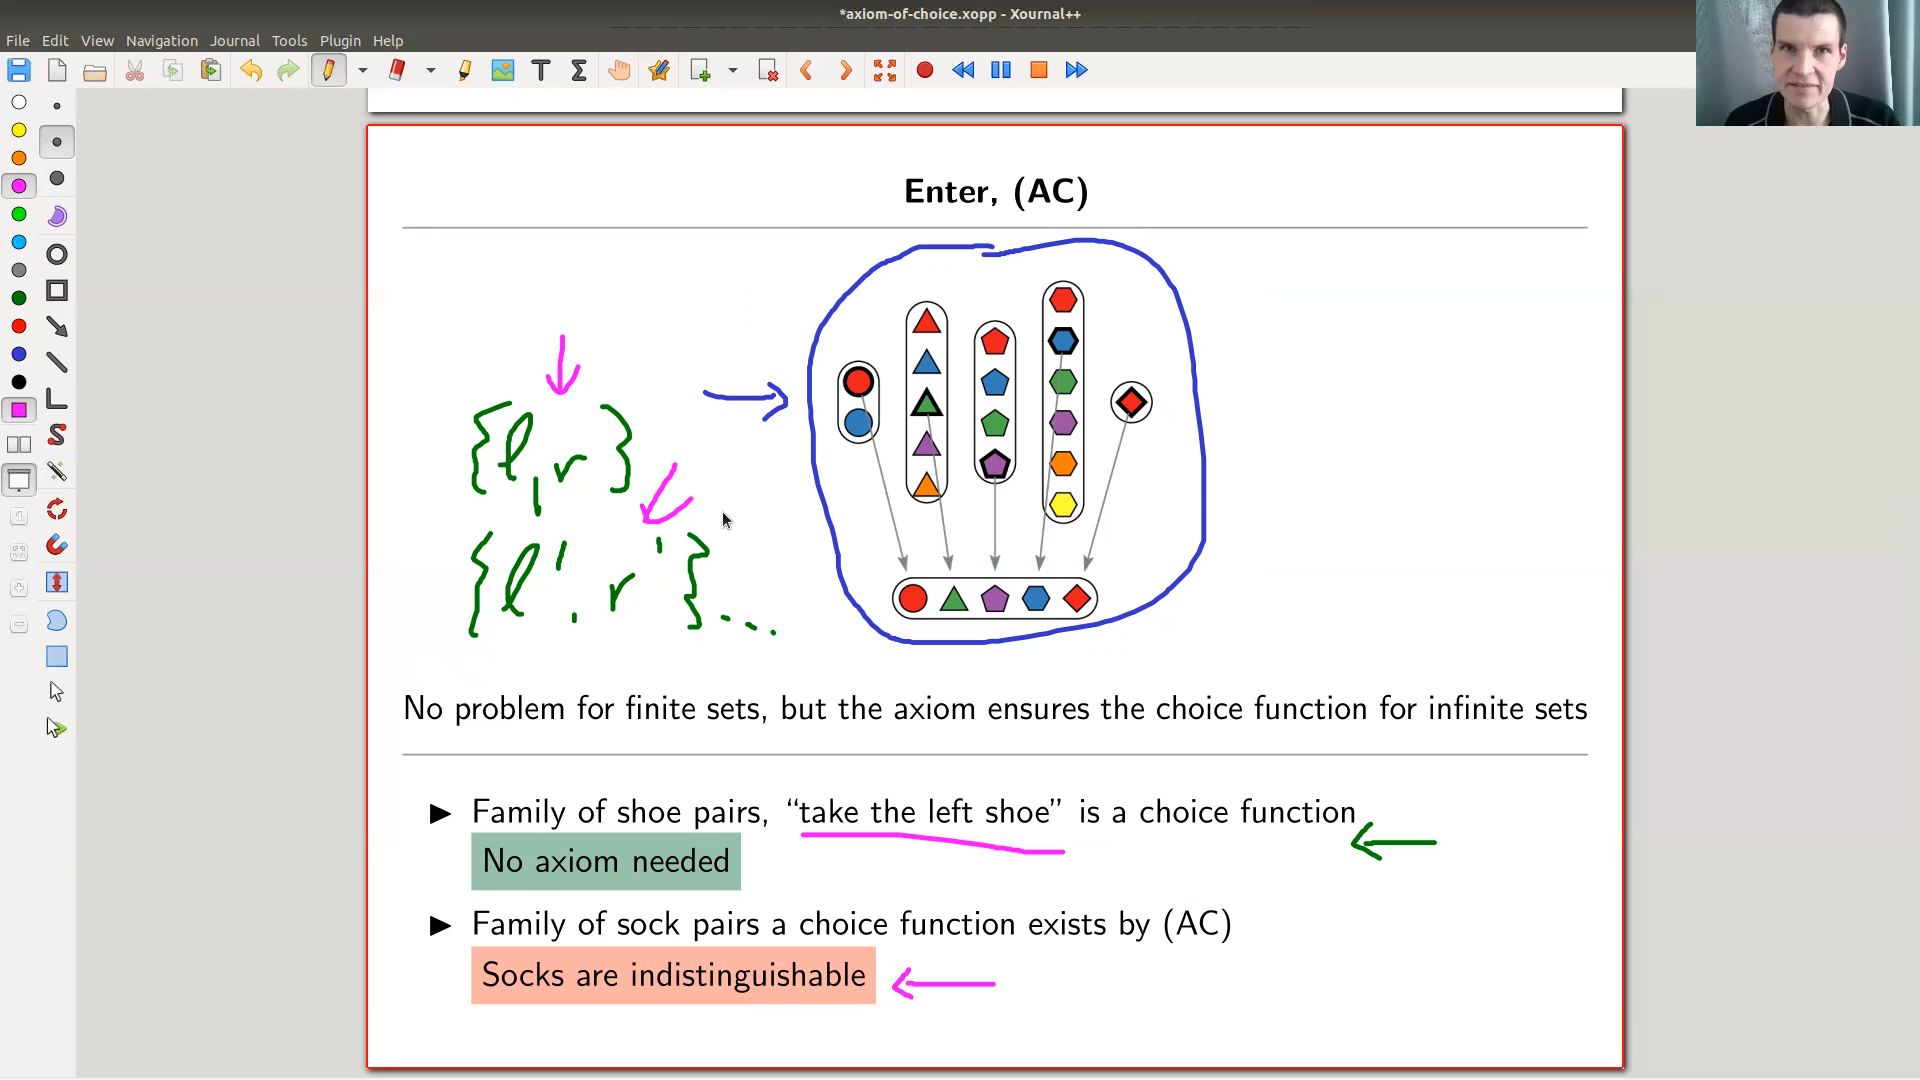 *axiom-of-choice.xopp - Xournal++
File Edit View Navigation Journal Tools Plugin Help
Enter, (AC)
{l, r}
{l', r'}...
No problem for finite sets, but the axiom ensures the choice function for infinite sets
▶ Family of shoe pairs, “take the left shoe” is a choice function
No axiom needed
▶ Family of sock pairs a choice function exists by (AC)
Socks are indistinguishable